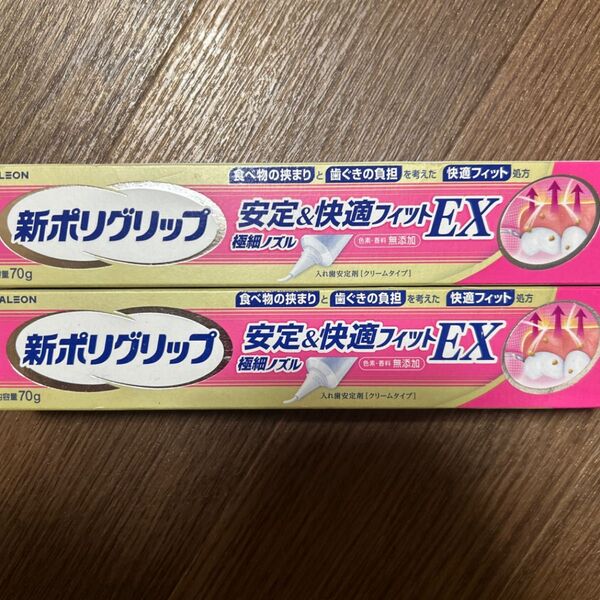 ALEON
食べ物の挟まりと歯ぐきの負担を考えた 快適フィット処方
新ポリグリップ
安定&快適フィットEX
極細ノズル
色素・香料 無添加
容量70g
入れ歯安定剤[クリームタイプ]
ALEON
食べ物の挟まりと歯ぐきの負担を考えた 快適フィット処方
新ポリグリップ
安定&快適フィットEX
極細ノズル
色素・香料 無添加
内容量70g
入れ歯安定剤[クリームタイプ]